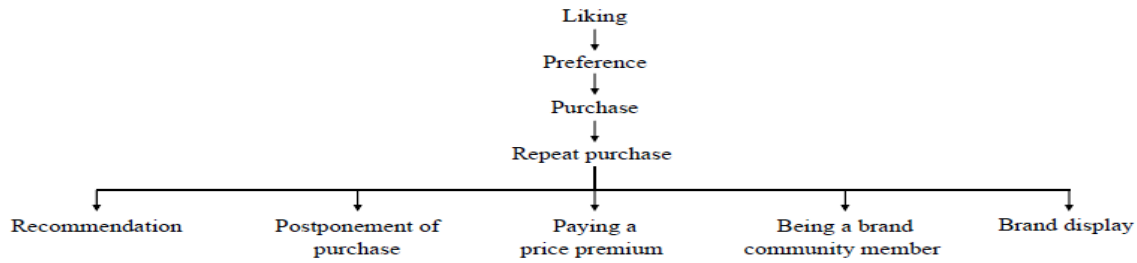 Liking
Preference
Purchase
Repeat purchase
Recommendation
Postponement of
purchase
Paying a
price premium
Being a brand
community member
Brand display